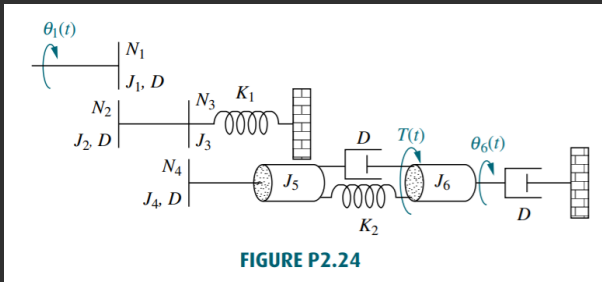 θ₁(t)
N₁
J₁, D
N₂
N₃
K₁
J₂, D
J₃
D
T(t)
θ₆(t)
N₄
J₅
J₆
J₄, D
K₂
D
FIGURE P2.24